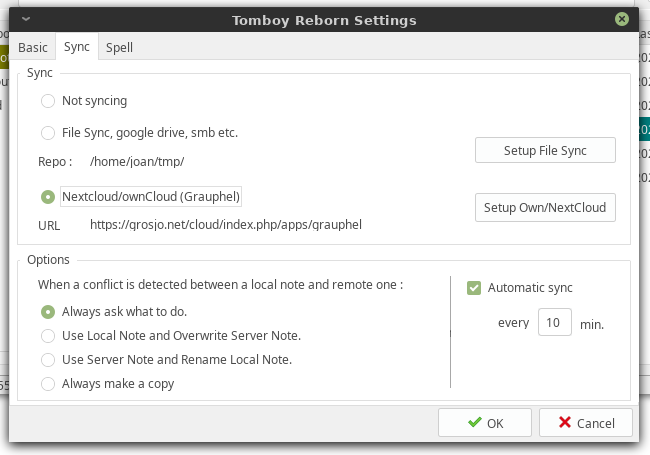 Tomboy Reborn Settings
Basic Sync Spell
Sync
Not syncing
File Sync, google drive, smb etc.
Setup File Sync
Repo : /home/joan/tmp/
Nextcloud/ownCloud (Grauphel)
Setup Own/NextCloud
URL https://grosjo.net/cloud/index.php/apps/grauphel
Options
When a conflict is detected between a local note and remote one :
Automatic sync
Always ask what to do.
every 10 min.
Use Local Note and Overwrite Server Note.
Use Server Note and Rename Local Note.
Always make a copy
OK Cancel